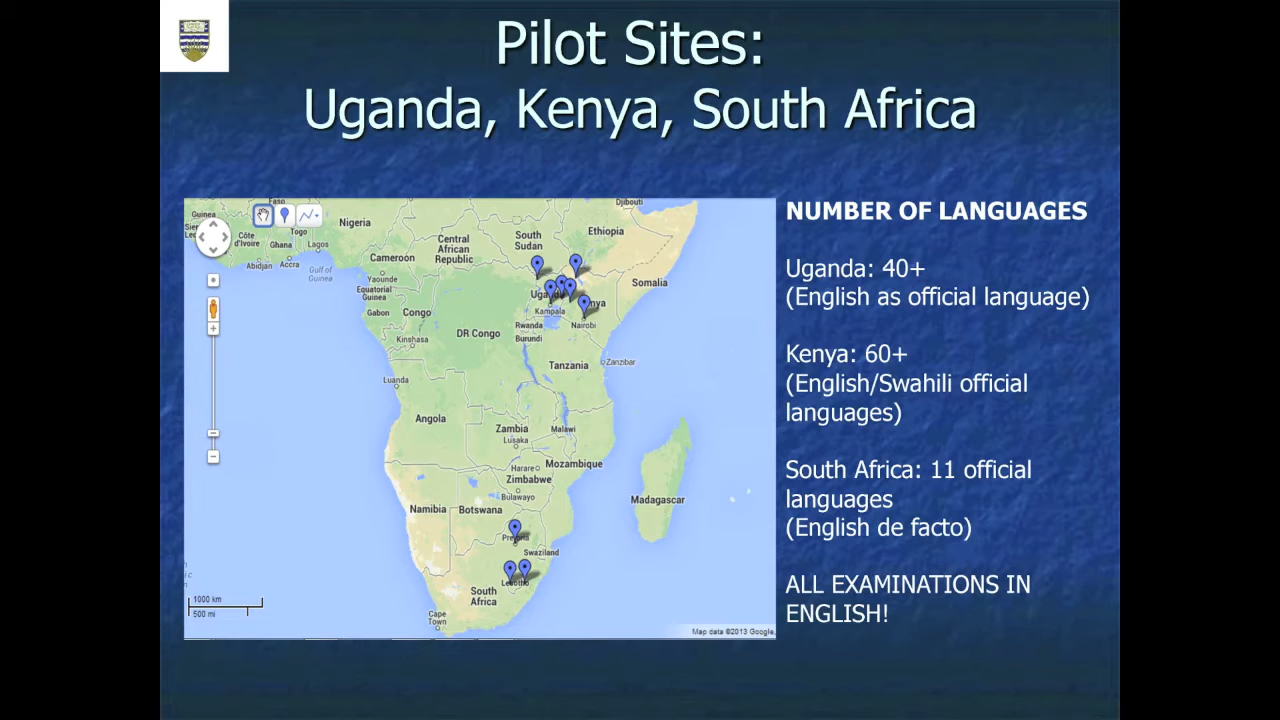 Pilot Sites:
Uganda, Kenya, South Africa
NUMBER OF LANGUAGES
Uganda: 40+
(English as official language)
Kenya: 60+
(English/Swahili official
languages)
South Africa: 11 official
languages
(English de facto)
ALL EXAMINATIONS IN
ENGLISH!
Guinea
Faso
Togo
Côte
d'Ivoire
Ghana
Lagos
Abidjan
Accra
Gulf of
Guinea
Nigeria
Cameroon
Yaounde
Equatorial
Guinea
Gabon
Congo
Central
African
Republic
South
Sudan
Ethiopia
Djibouti
Somalia
Kampala
Nairobi
Rwanda
Burundi
DR Congo
Kinshasa
Tanzania
Zanzibar
Luanda
Angola
Zambia
Lusaka
Malawi
Mozambique
Harare
Zimbabwe
Bulawayo
Namibia
Botswana
Madagascar
Swaziland
South
Africa
Cape
Town
1000 km
500 mi
Map data ©2013 Google,